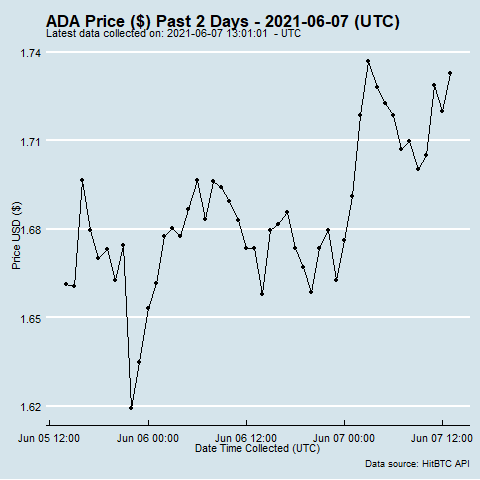 ADA Price ($) Past 2 Days - 2021-06-07 (UTC)
Latest data collected on: 2021-06-07 13:01:01  - UTC
1.74
1.71
1.68
1.65
1.62
Price USD ($)
Jun 05 12:00 Jun 06 00:00 Jun 06 12:00 Jun 07 00:00 Jun 07 12:00
Date Time Collected (UTC)
Data source: HitBTC API